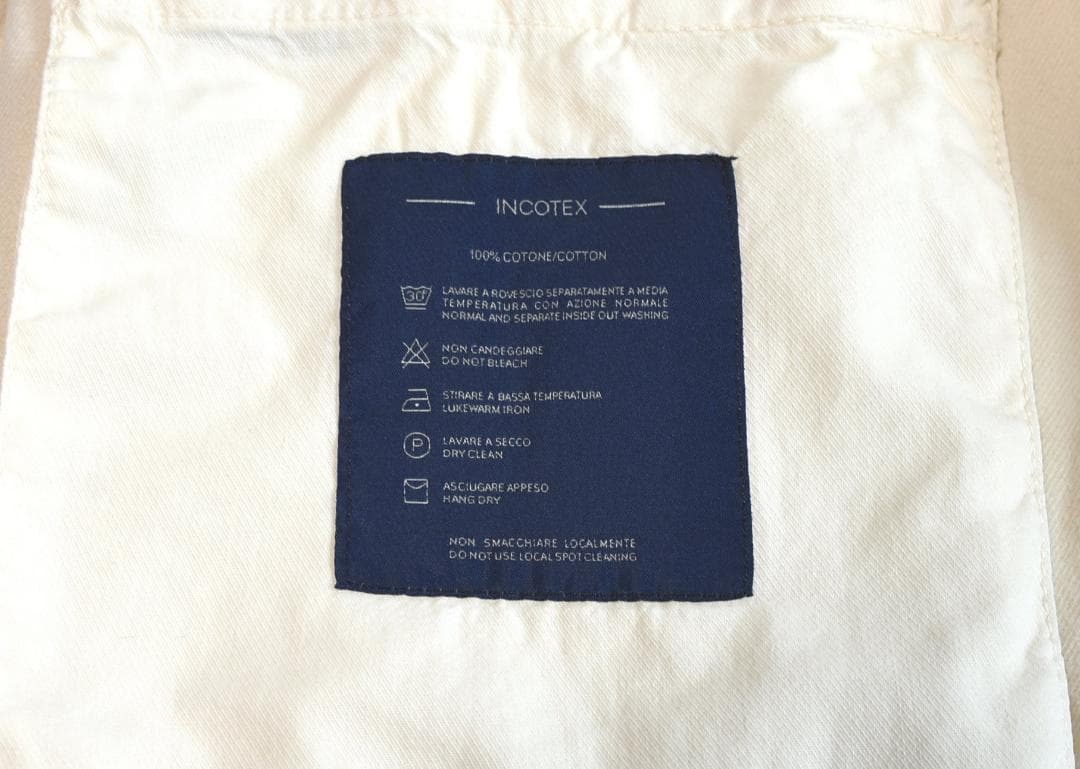 INCOTEX
100% COTONE/COTTON
30°
LAVARE A ROVESCIO SEPARATAMENTE A MEDIA
TEMPERATURA CON AZIONE NORMALE
NORMAL AND SEPARATE INSIDE OUT WASHING
NON CANDEGGIARE
DO NOT BLEACH
STIRARE A BASSA TEMPERATURA
LUKEWARM IRON
P
LAVARE A SECCO
DRY CLEAN
ASCIUGARE APPESO
HANG DRY
NON SMACCHIARE LOCALMENTE
DO NOT USE LOCAL SPOT CLEANING